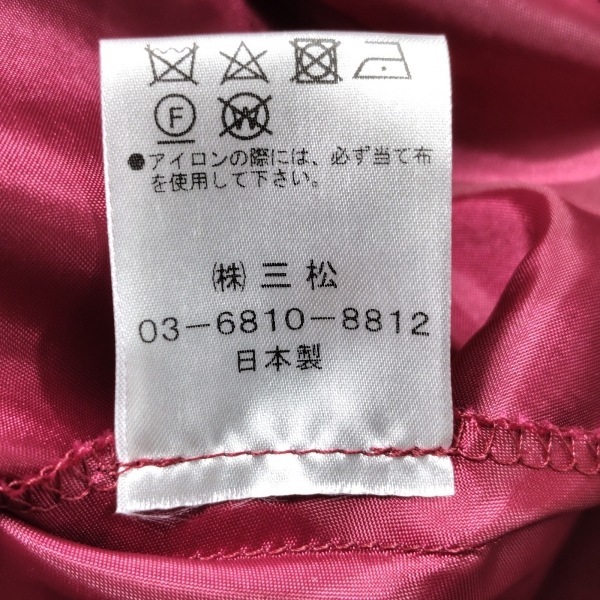 F W
●アイロンの際には、必ず当て布
を使用して下さい。
㈱三松
03-6810-8812
日本製